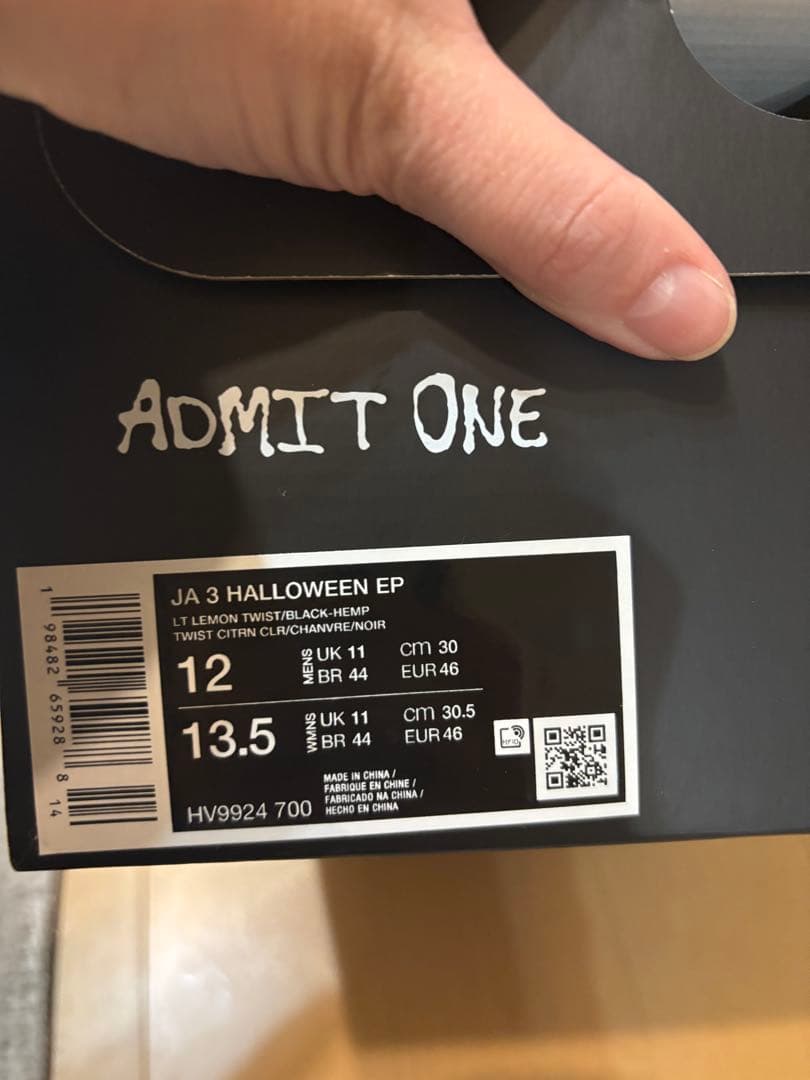 ADMIT ONE
JA 3 HALLOWEEN EP
LT LEMON TWIST/BLACK-HEMP
TWIST CITRN CLR/CHANVRE/NOIR
12 MENS UK 11 cm 30
BR 44 EUR 46
13.5 WMNS UK 11 cm 30.5
BR 44 EUR 46
RFID
MADE IN CHINA /
FABRIQUE EN CHINE /
FABRICADO NA CHINA /
HECHO EN CHINA
HV9924 700
1 98482 65928 8 14